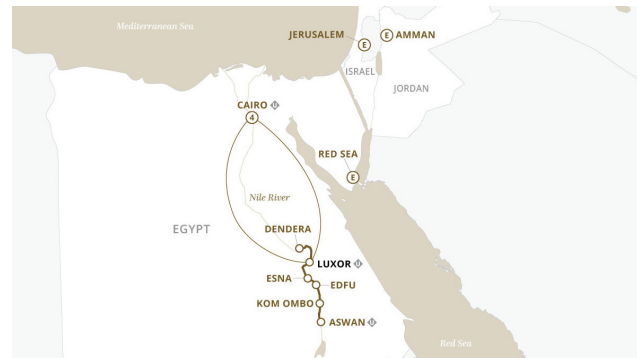 Mediterranean Sea
JERUSALEM E
E AMMAN
ISRAEL
JORDAN
CAIRO U
4
RED SEA
E
Nile River
EGYPT
DENDERA
LUXOR U
ESNA
EDFU
KOM OMBO
ASWAN U
Red Sea